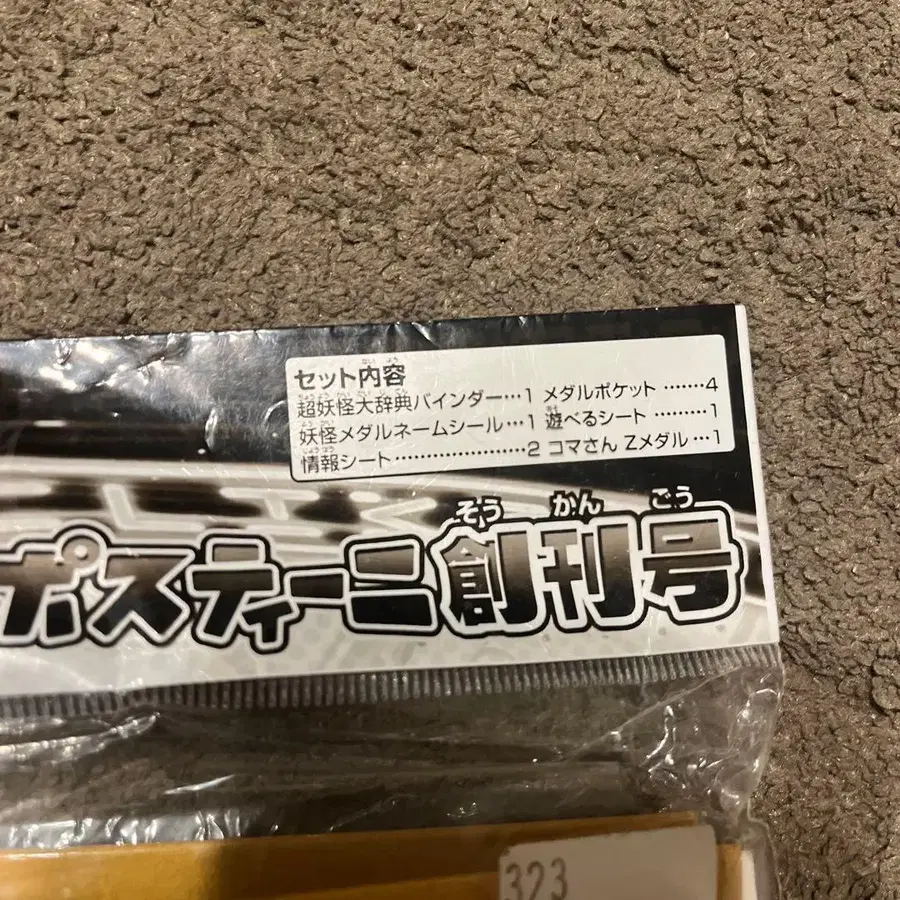 セット内容
超妖怪大辞典バインダー…1 メダルポケット……4
妖怪メダルネームシール…1 遊べるシート………1
情報シート……………………2 コマさん Zメダル…1
ポスティーニ創刊号
323